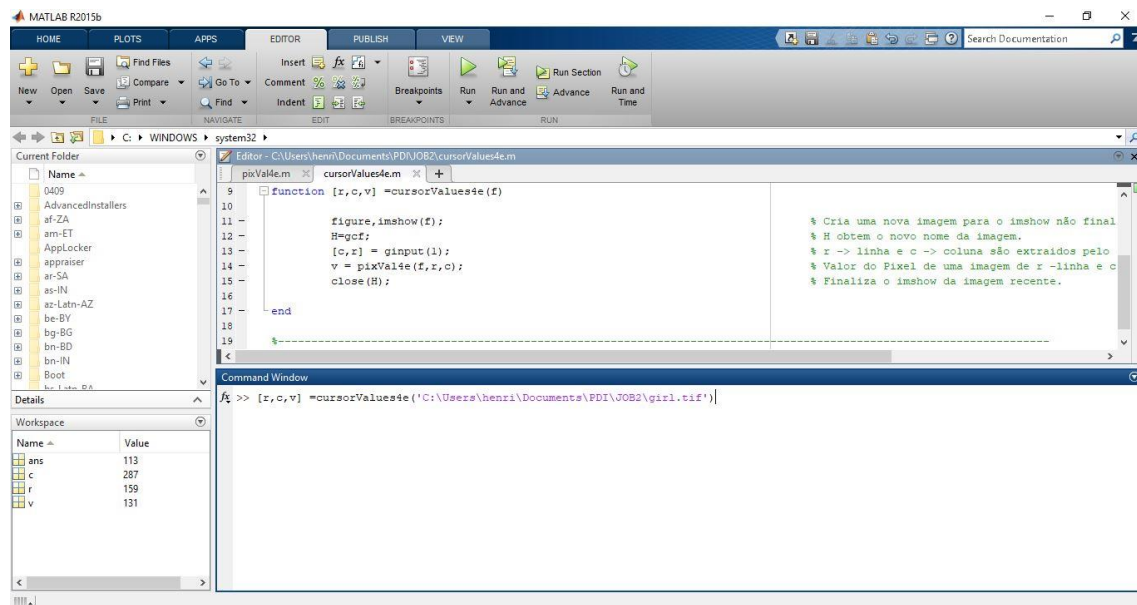 MATLAB R2015b
HOME PLOTS APPS EDITOR PUBLISH VIEW
Search Documentation
New Open Save
Find Files
Compare
Print
Go To
Find
Insert fx
Comment
Indent
Breakpoints
Run
Run and Advance
Run Section
Advance
Run and Time
FILE NAVIGATE EDIT BREAKPOINTS RUN
C: WINDOWS system32
Current Folder
Name
0409
AdvancedInstallers
af-ZA
am-ET
AppLocker
appraiser
ar-SA
as-IN
az-Latn-AZ
be-BY
bg-BG
bn-BD
bn-IN
Boot
Details
Workspace
Name Value
ans 113
c 287
r 159
v 131
Editor - C:\Users\henri\Documents\PDI\JOB2\cursorValues4e.m
pixVal4e.m cursorValues4e.m
9 function [r,c,v] =cursorValues4e(f)
10
11 figure,imshow(f); % Cria uma nova imagem para o imshow não final
12 H=gcf; % H obtem o novo nome da imagem.
13 [c,r] = ginput(1); % r -> linha e c -> coluna são extraidos pelo
14 v = pixVal4e(f,r,c); % Valor do Pixel de uma imagem de r -linha e c
15 close(H); % Finaliza o imshow da imagem recente.
16
17 end
18
19 %----------------------------------------
Command Window
fx >> [r,c,v] =cursorValues4e('C:\Users\henri\Documents\PDI\JOB2\girl.tif')